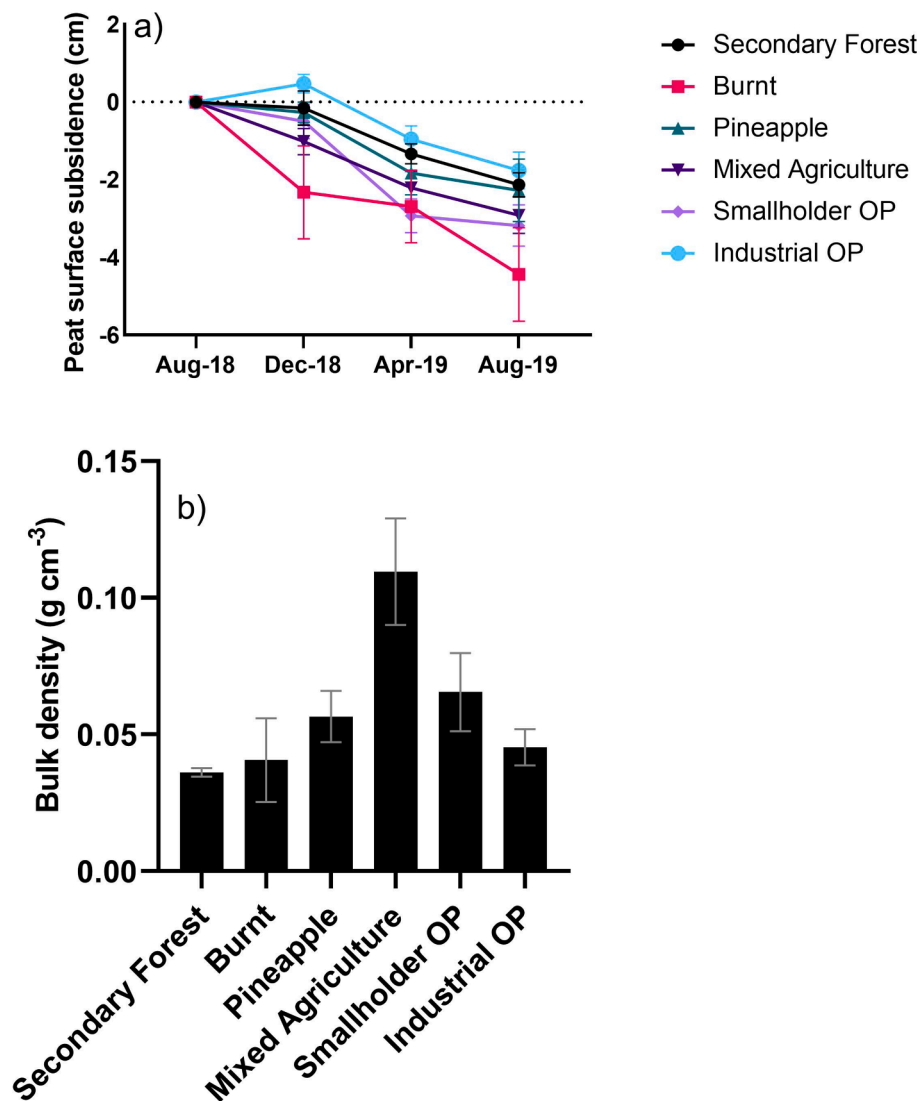 a)
Peat surface subsidence (cm)
2
0
-2
-4
-6
Aug-18 Dec-18 Apr-19 Aug-19
Secondary Forest
Burnt
Pineapple
Mixed Agriculture
Smallholder OP
Industrial OP
b)
Bulk density (g cm⁻³)
0.15
0.10
0.05
0.00
Secondary Forest
Burnt
Pineapple
Mixed Agriculture
Smallholder OP
Industrial OP